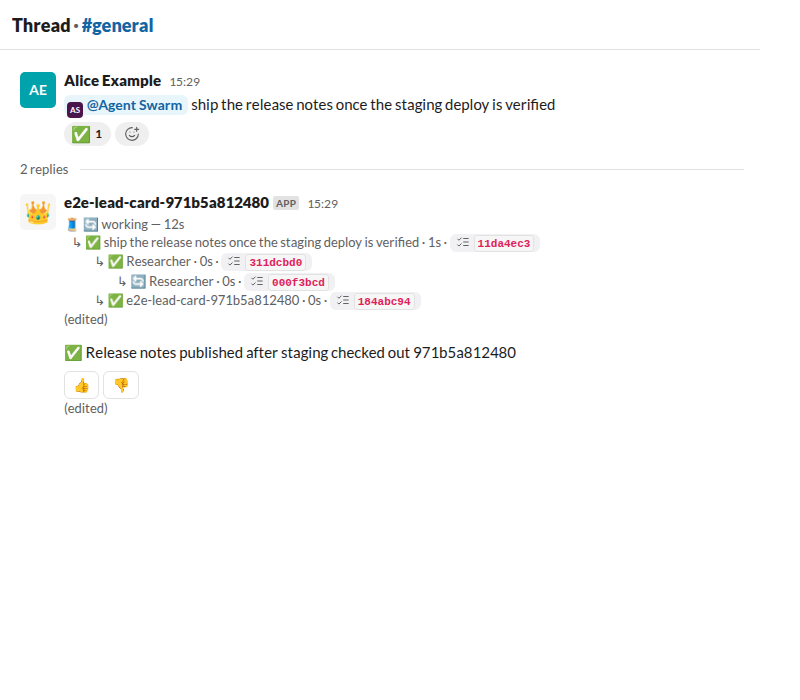 Thread · #general
AE
Alice Example 15:29
AS @Agent Swarm ship the release notes once the staging deploy is verified
✅ 1
2 replies
e2e-lead-card-971b5a812480 APP 15:29
🧵 🔄 working — 12s
↳ ✅ ship the release notes once the staging deploy is verified · 1s · 11da4ec3
↳ ✅ Researcher · 0s · 311dcbd0
↳ 🔄 Researcher · 0s · 000f3bcd
↳ ✅ e2e-lead-card-971b5a812480 · 0s · 184abc94
(edited)
✅ Release notes published after staging checked out 971b5a812480
👍 👎
(edited)